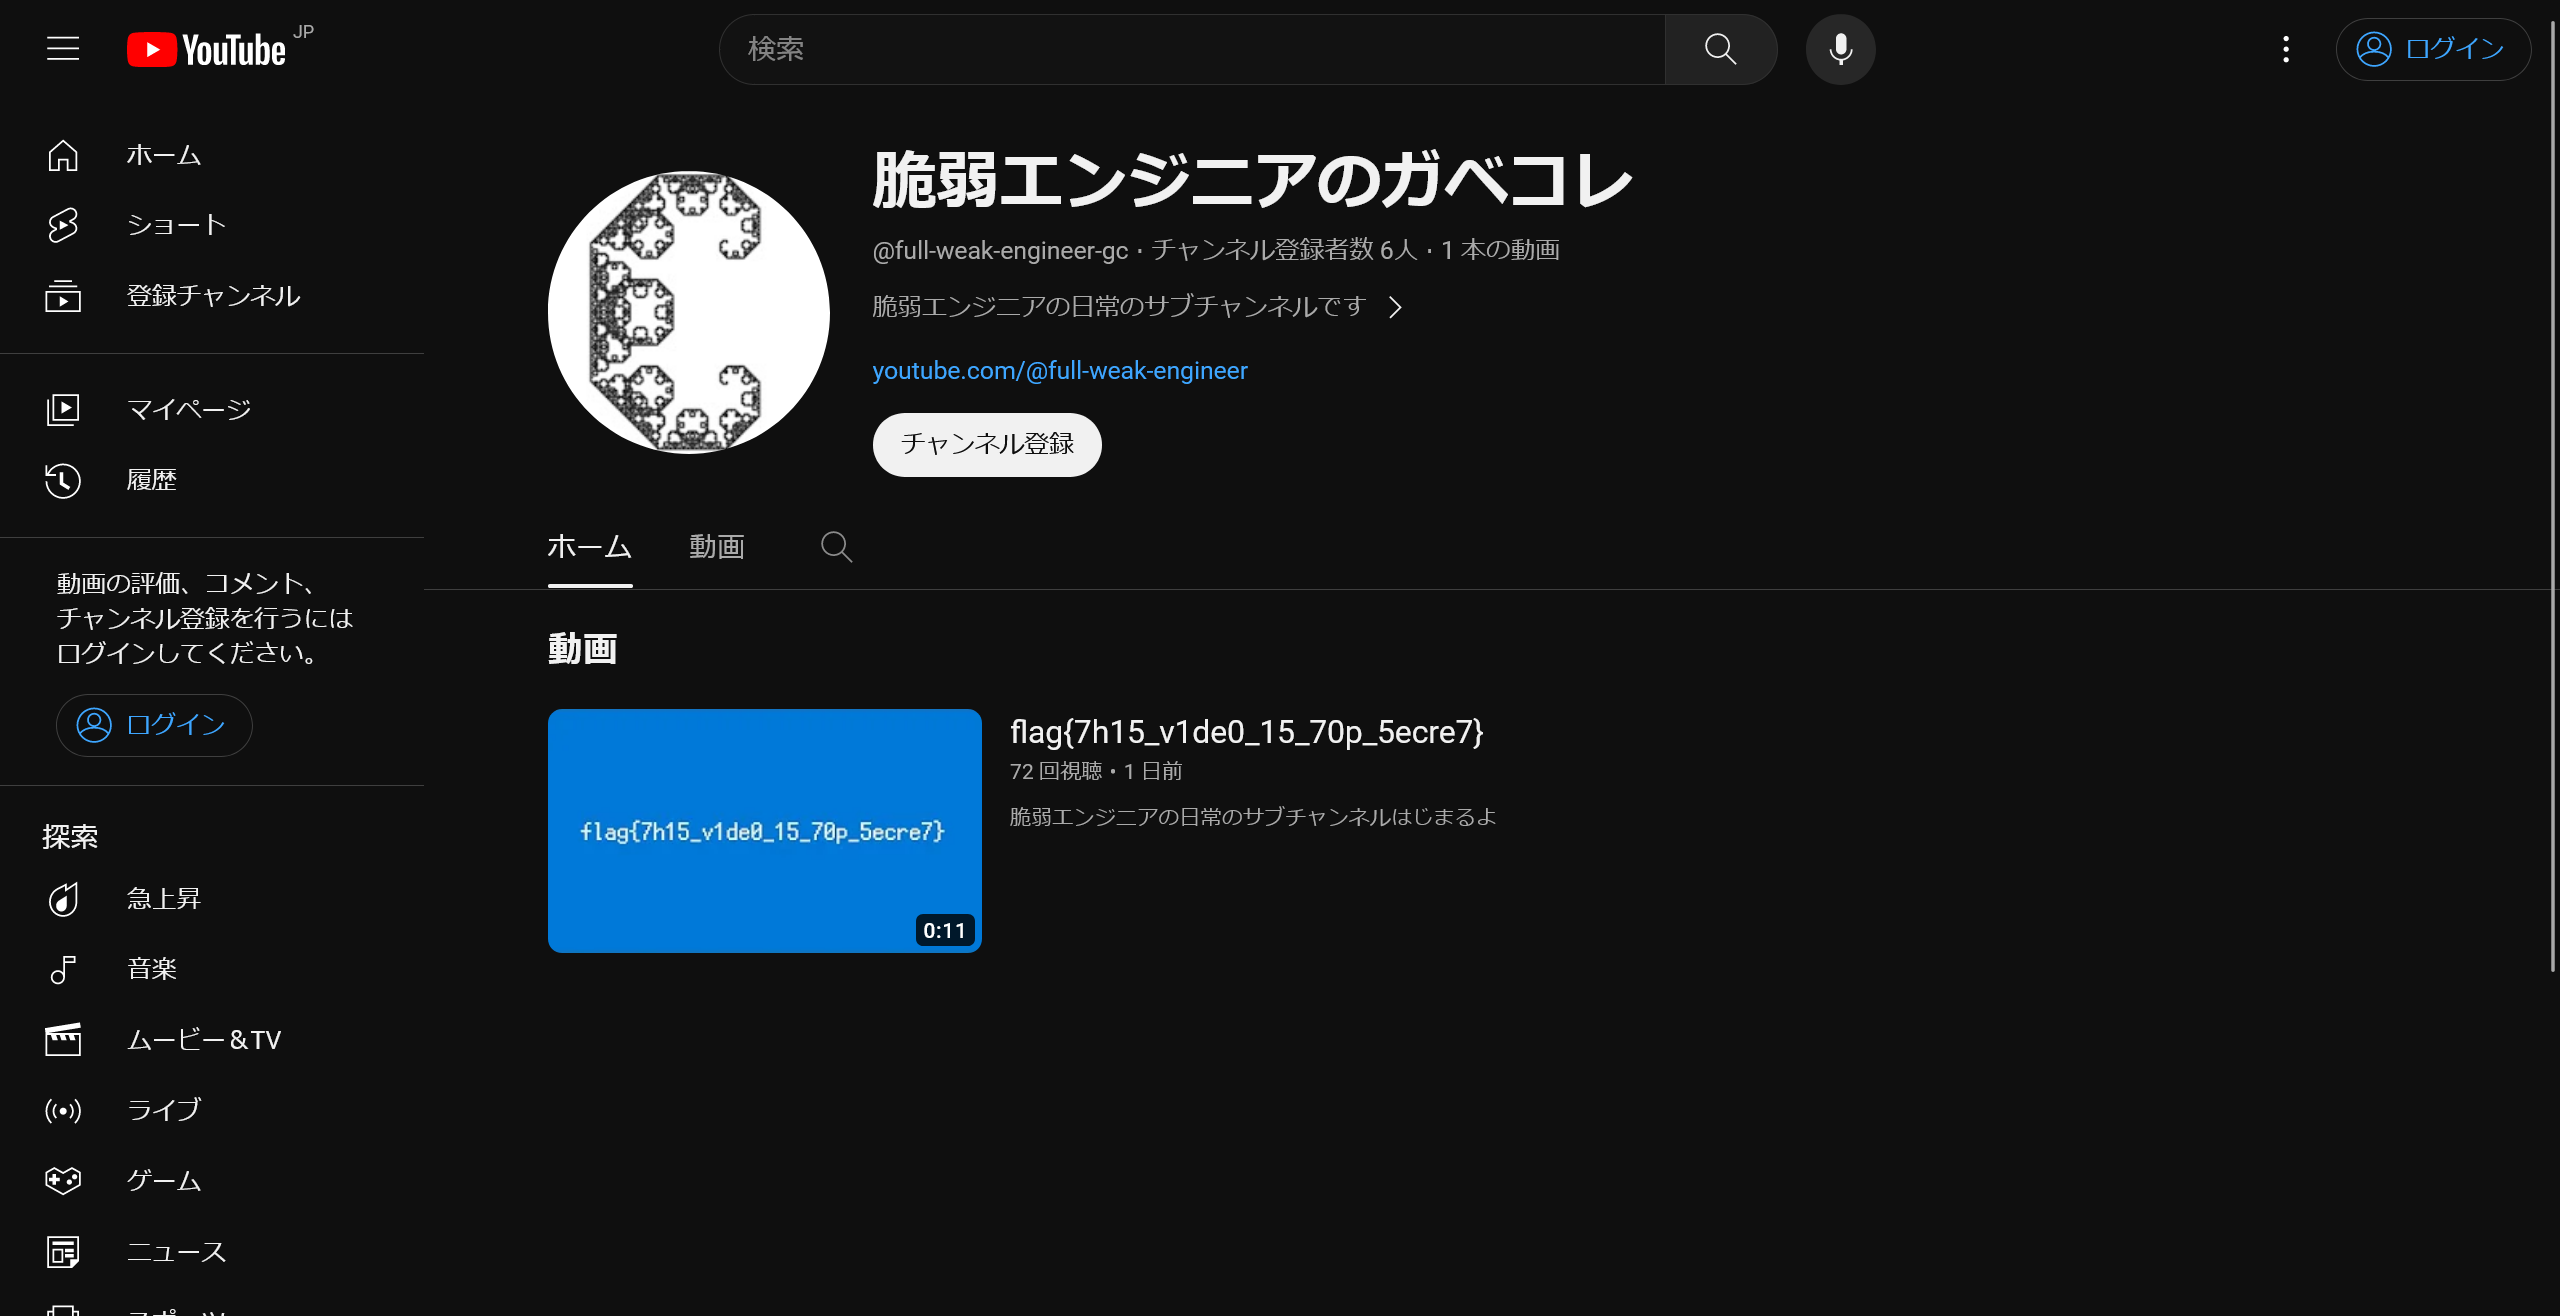 YouTube JP
検索
ログイン
ホーム
ショート
登録チャンネル
マイページ
履歴
動画の評価、コメント、
チャンネル登録を行うには
ログインしてください。
ログイン
探索
急上昇
音楽
ムービー＆TV
ライブ
ゲーム
ニュース
脆弱エンジニアのガベコレ
@full-weak-engineer-gc・チャンネル登録者数 6人・1 本の動画
脆弱エンジニアの日常のサブチャンネルです
youtube.com/@full-weak-engineer
チャンネル登録
ホーム
動画
動画
flag{7h15_v1de0_15_70p_5ecre7}
0:11
flag{7h15_v1de0_15_70p_5ecre7}
72 回視聴・1 日前
脆弱エンジニアの日常のサブチャンネルはじまるよ